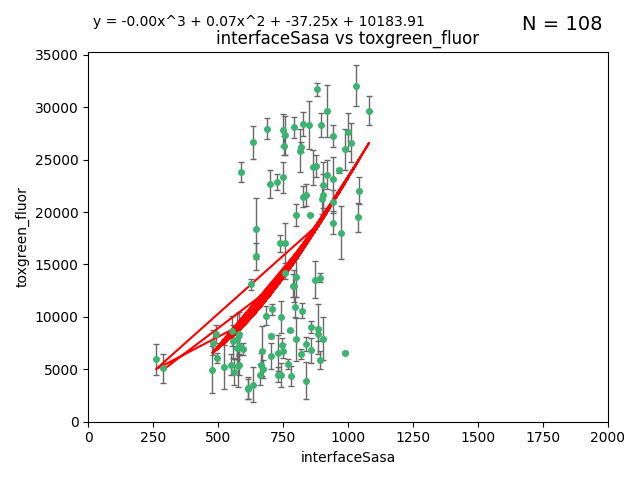 y = -0.00x^3 + 0.07x^2 + -37.25x + 10183.91
N = 108
interfaceSasa vs toxgreen_fluor
35000
30000
25000
20000
15000
10000
5000
0
toxgreen_fluor
0 250 500 750 1000 1250 1500 1750 2000
interfaceSasa